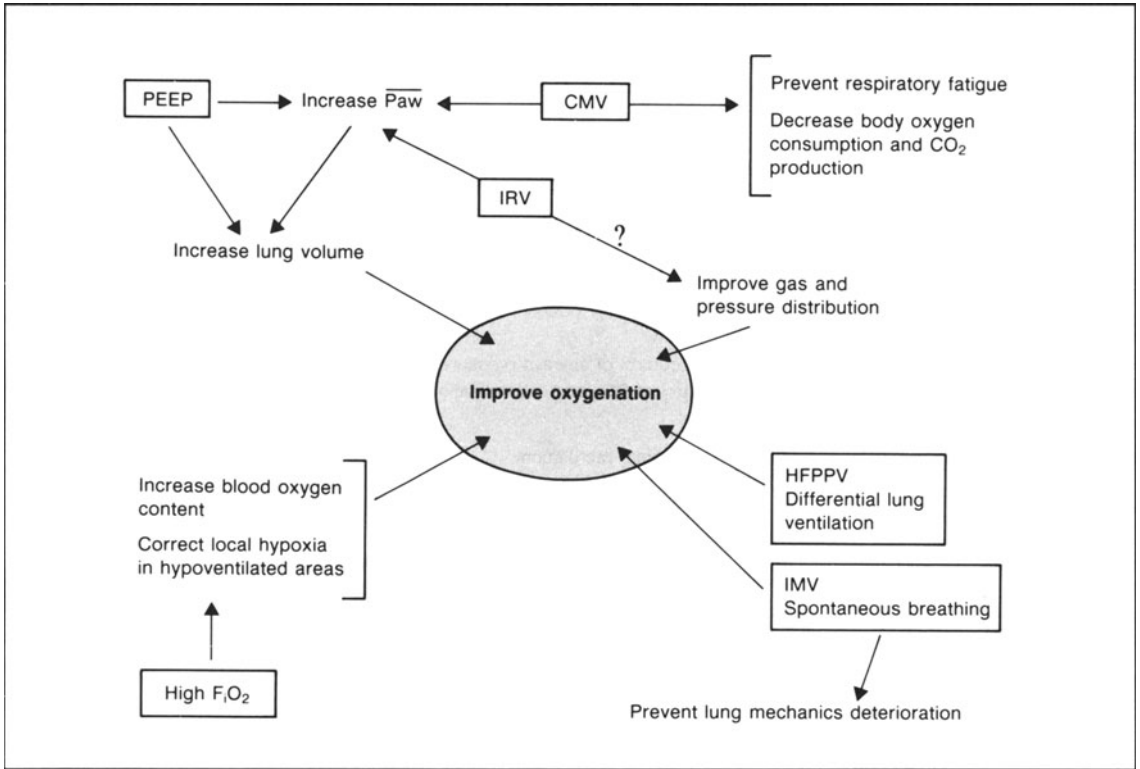 PEEP
Increase P̅a̅w̅
CMV
Prevent respiratory fatigue
Decrease body oxygen
consumption and CO₂
production
IRV
?
Increase lung volume
Improve gas and
pressure distribution
Improve oxygenation
Increase blood oxygen
content
Correct local hypoxia
in hypoventilated areas
High FᵢO₂
HFPPV
Differential lung
ventilation
IMV
Spontaneous breathing
Prevent lung mechanics deterioration